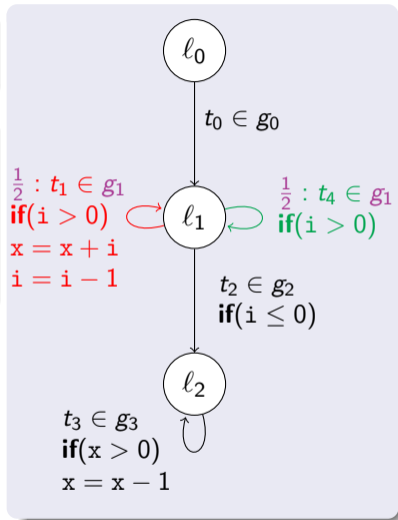 ℓ₀
t₀ ∈ g₀
½ : t₁ ∈ g₁
if(i > 0)
x = x + i
i = i − 1
ℓ₁
½ : t₄ ∈ g₁
if(i > 0)
t₂ ∈ g₂
if(i ≤ 0)
ℓ₂
t₃ ∈ g₃
if(x > 0)
x = x − 1